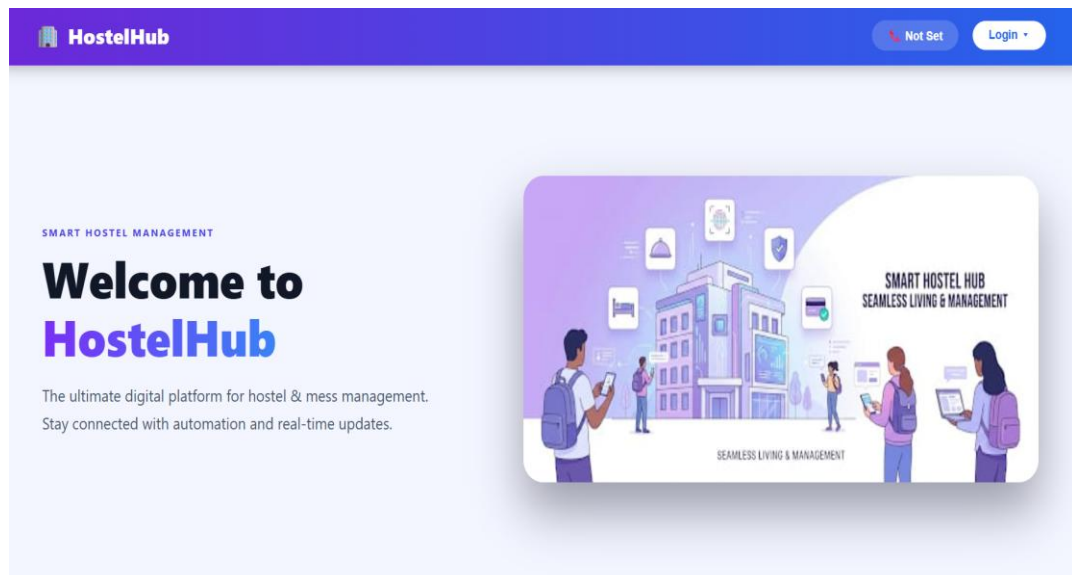 HostelHub
Not Set
Login
SMART HOSTEL MANAGEMENT
Welcome to
HostelHub
The ultimate digital platform for hostel & mess management.
Stay connected with automation and real-time updates.
SMART HOSTEL HUB
SEAMLESS LIVING & MANAGEMENT
SEAMLESS LIVING & MANAGEMENT